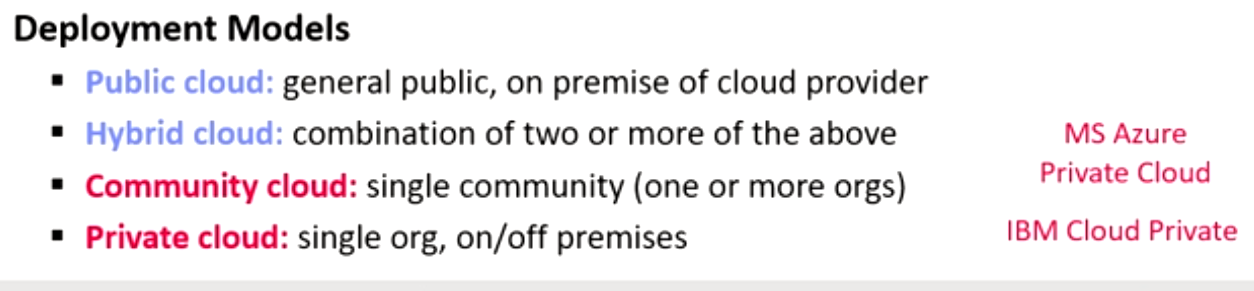 Deployment Models
▪ Public cloud: general public, on premise of cloud provider
▪ Hybrid cloud: combination of two or more of the above
MS Azure
▪ Community cloud: single community (one or more orgs)
Private Cloud
▪ Private cloud: single org, on/off premises
IBM Cloud Private